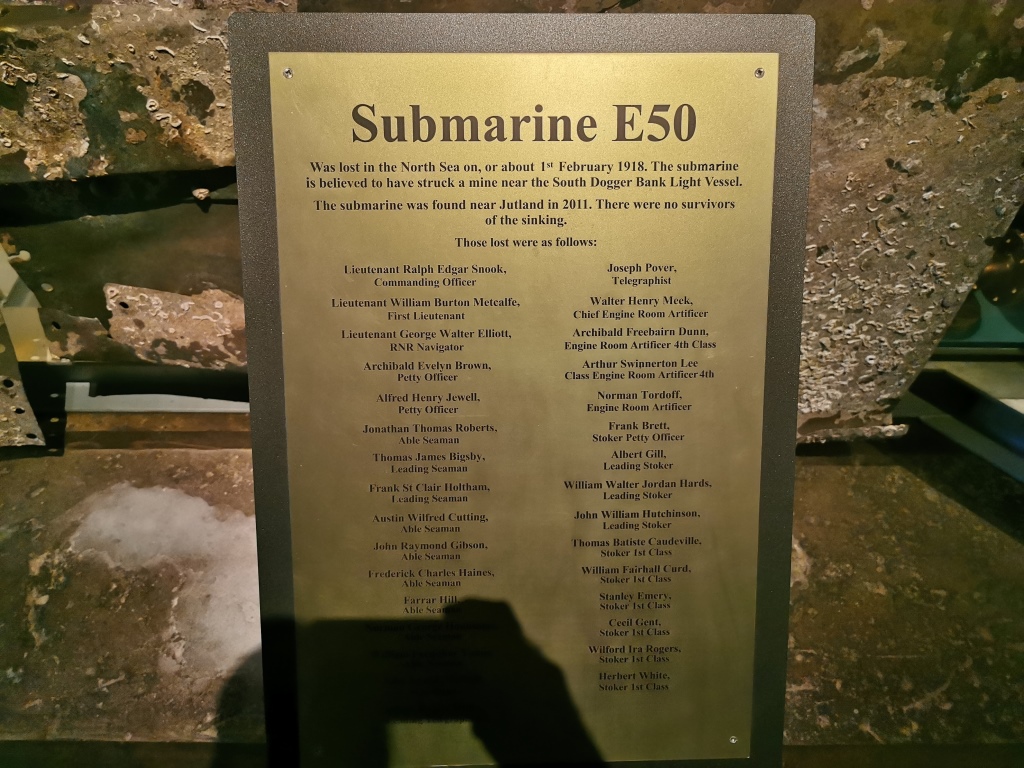 Submarine E50
Was lost in the North Sea on, or about 1st February 1918. The submarine
is believed to have struck a mine near the South Dogger Bank Light Vessel.
The submarine was found near Jutland in 2011. There were no survivors
of the sinking.
Those lost were as follows:
Lieutenant Ralph Edgar Snook,
Commanding Officer
Lieutenant William Burton Metcalfe,
First Lieutenant
Lieutenant George Walter Elliott,
RNR Navigator
Archibald Evelyn Brown,
Petty Officer
Alfred Henry Jewell,
Petty Officer
Jonathan Thomas Roberts,
Able Seaman
Thomas James Bigsby,
Leading Seaman
Frank St Clair Holtham,
Leading Seaman
Austin Wilfred Cutting,
Able Seaman
John Raymond Gibson,
Able Seaman
Frederick Charles Haines,
Able Seaman
Farrar Hill,
Able Seaman
Joseph Pover,
Telegraphist
Walter Henry Meek,
Chief Engine Room Artificer
Archibald Freebairn Dunn,
Engine Room Artificer 4th Class
Arthur Swinnerton Lee
Class Engine Room Artificer 4th
Norman Tordoff,
Engine Room Artificer
Frank Brett,
Stoker Petty Officer
Albert Gill,
Leading Stoker
William Walter Jordan Hards,
Leading Stoker
John William Hutchinson,
Leading Stoker
Thomas Batiste Caudeville,
Stoker 1st Class
William Fairhall Curd,
Stoker 1st Class
Stanley Emery,
Stoker 1st Class
Cecil Gent,
Stoker 1st Class
Wilford Ira Rogers,
Stoker 1st Class
Herbert White,
Stoker 1st Class